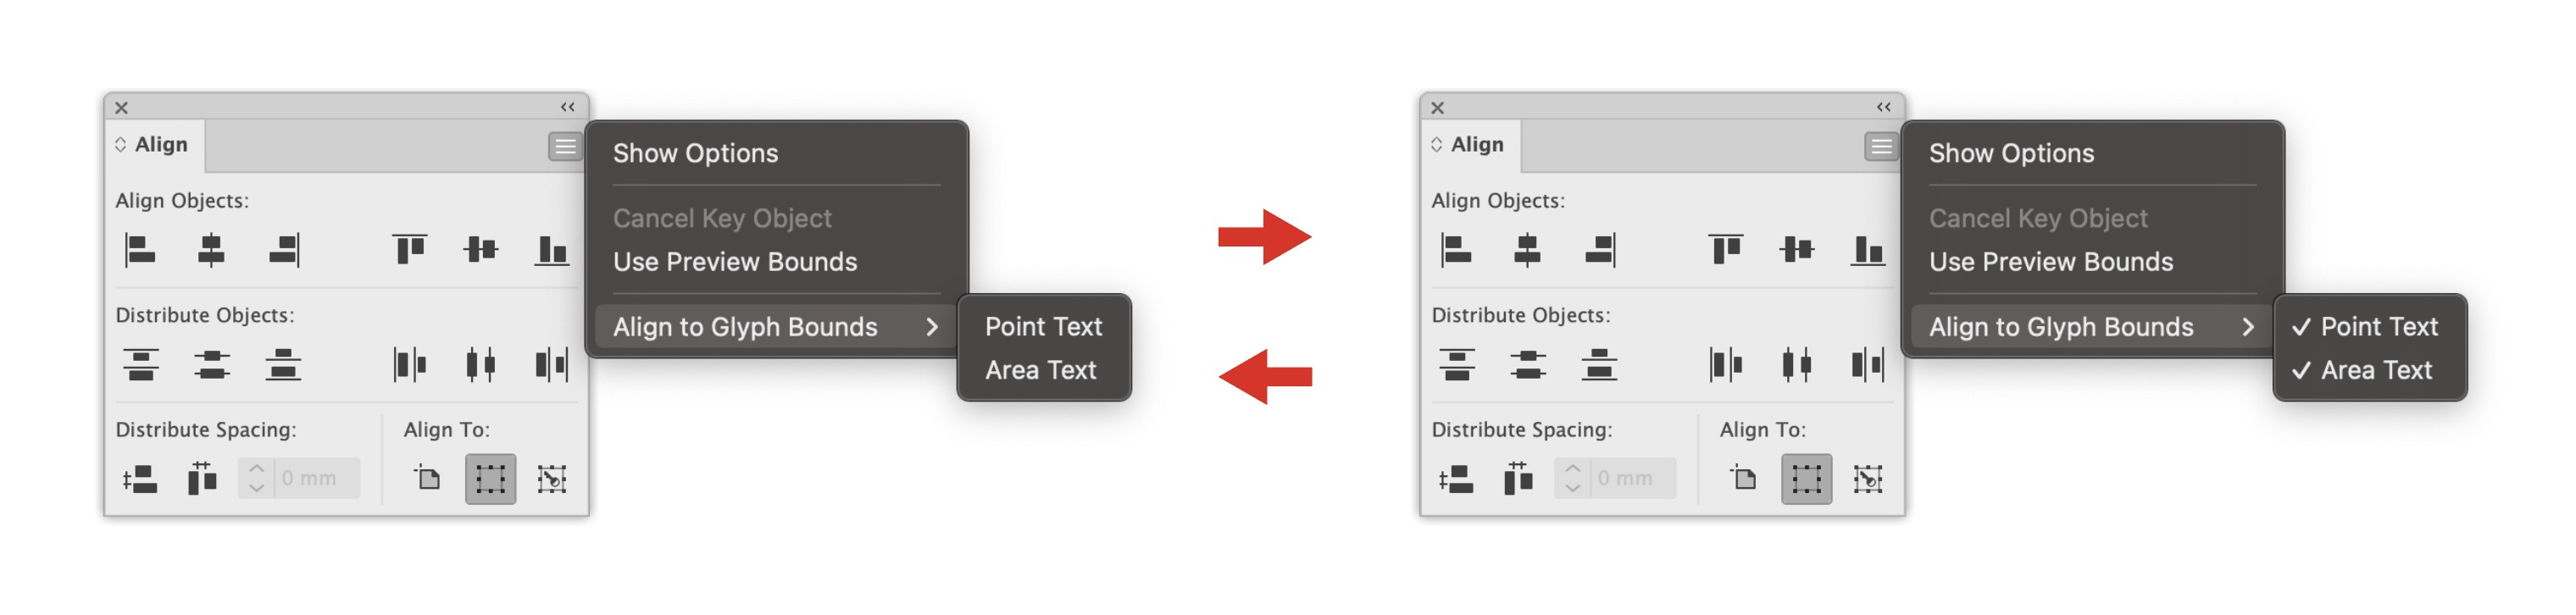 Align
Align Objects:
Distribute Objects:
Distribute Spacing:
Align To:
0 mm
Show Options
Cancel Key Object
Use Preview Bounds
Align to Glyph Bounds
Point Text
Area Text
Align
Align Objects:
Distribute Objects:
Distribute Spacing:
Align To:
0 mm
Show Options
Cancel Key Object
Use Preview Bounds
Align to Glyph Bounds
Point Text
Area Text